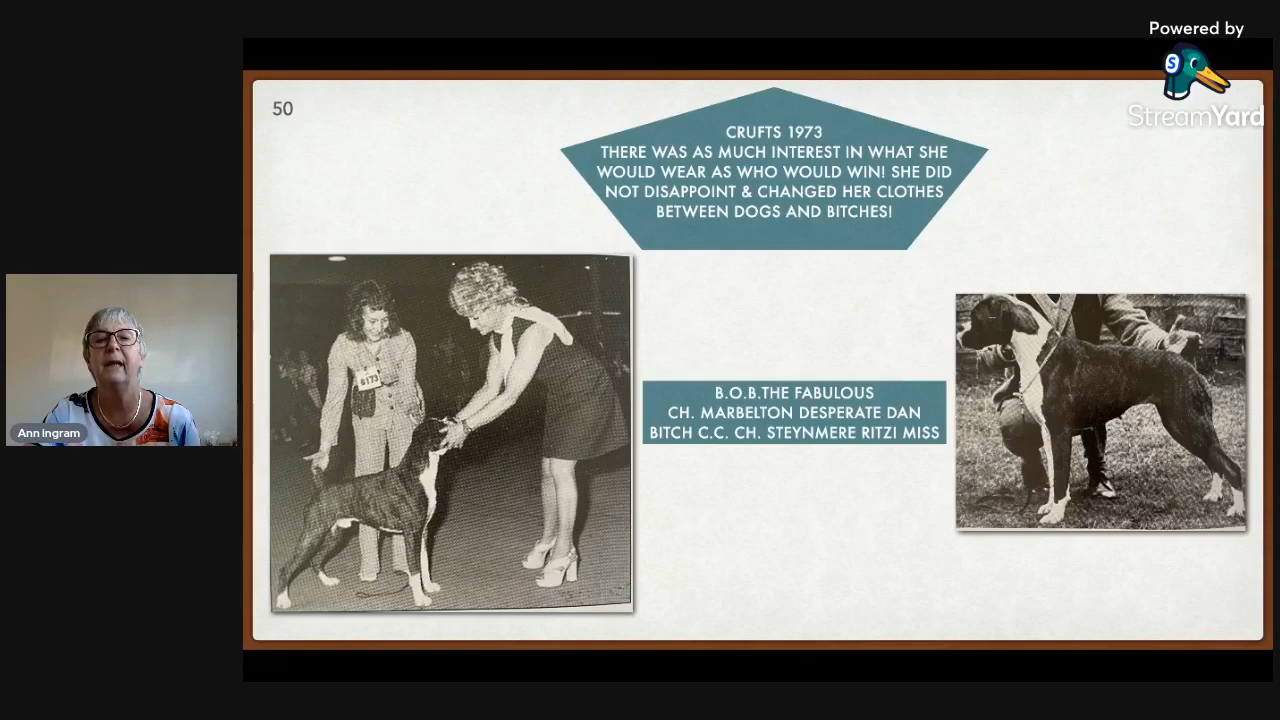 Powered by
StreamYard
50
CRUFTS 1973
THERE WAS AS MUCH INTEREST IN WHAT SHE
WOULD WEAR AS WHO WOULD WIN! SHE DID
NOT DISAPPOINT & CHANGED HER CLOTHES
BETWEEN DOGS AND BITCHES!
6173
B.O.B.THE FABULOUS
CH. MARBELTON DESPERATE DAN
BITCH C.C. CH. STEYNMERE RITZI MISS
Ann ingram